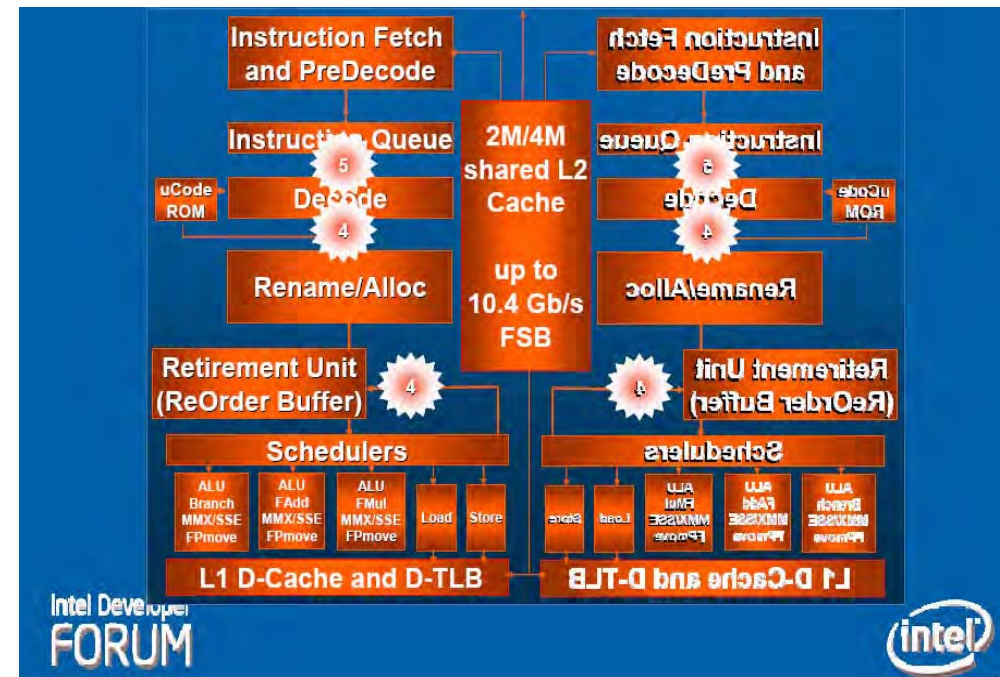 Instruction Fetch
and PreDecode
Instruction Queue
5
uCode
ROM
Decode
4
Rename/Alloc
Retirement Unit
(ReOrder Buffer)
4
Schedulers
ALU
Branch
MMX/SSE
FPmove
ALU
FAdd
MMX/SSE
FPmove
ALU
FMul
MMX/SSE
FPmove
Load
Store
L1 D-Cache and D-TLB
2M/4M
shared L2
Cache
up to
10.4 Gb/s
FSB
Instruction Fetch
and PreDecode
Instruction Queue
5
Decode
uCode
ROM
4
Rename/Alloc
Retirement Unit
(ReOrder Buffer)
4
Schedulers
Store
Load
ALU
FMul
MMX/SSE
FPmove
ALU
FAdd
MMX/SSE
FPmove
ALU
Branch
MMX/SSE
FPmove
L1 D-Cache and D-TLB
Intel Developer
FORUM
intel